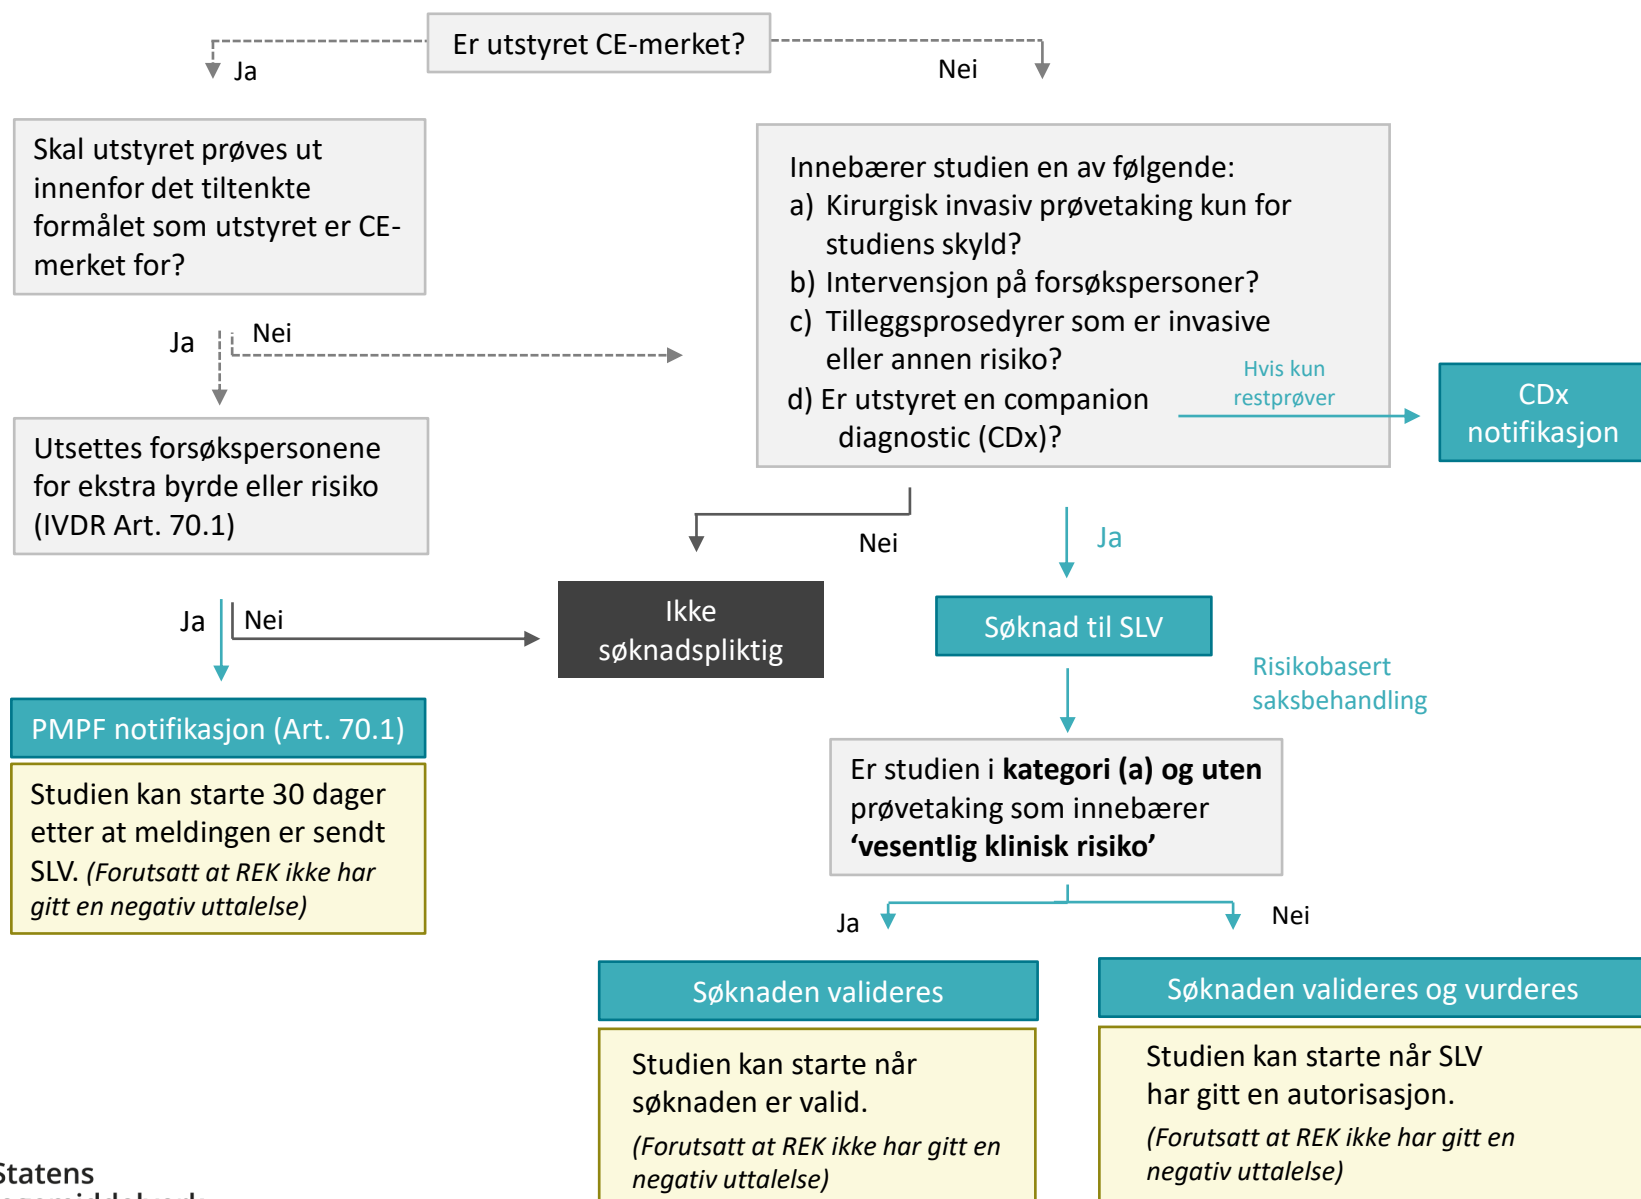 Er utstyret CE-merket?
Ja
Nei
Skal utstyret prøves ut
innenfor det tiltenkte
formålet som utstyret er CE-
merket for?
Innebærer studien en av følgende:
a) Kirurgisk invasiv prøvetaking kun for
studiens skyld?
b) Intervensjon på forsøkspersoner?
c) Tilleggsprosedyrer som er invasive
eller annen risiko?
d) Er utstyret en companion
diagnostic (CDx)?
Hvis kun
restprøver
CDx
notifikasjon
Ja
Nei
Utsettes forsøkspersonene
for ekstra byrde eller risiko
(IVDR Art. 70.1)
Nei
Ja
Ja
Nei
Ikke
søknadspliktig
Søknad til SLV
Risikobasert
saksbehandling
PMPF notifikasjon (Art. 70.1)
Studien kan starte 30 dager
etter at meldingen er sendt
SLV. (Forutsatt at REK ikke har
gitt en negativ uttalelse)
Er studien i kategori (a) og uten
prøvetaking som innebærer
‘vesentlig klinisk risiko’
Ja
Nei
Søknaden valideres
Studien kan starte når
søknaden er valid.
(Forutsatt at REK ikke har gitt en
negativ uttalelse)
Søknaden valideres og vurderes
Studien kan starte når SLV
har gitt en autorisasjon.
(Forutsatt at REK ikke har gitt en
negativ uttalelse)
Statens